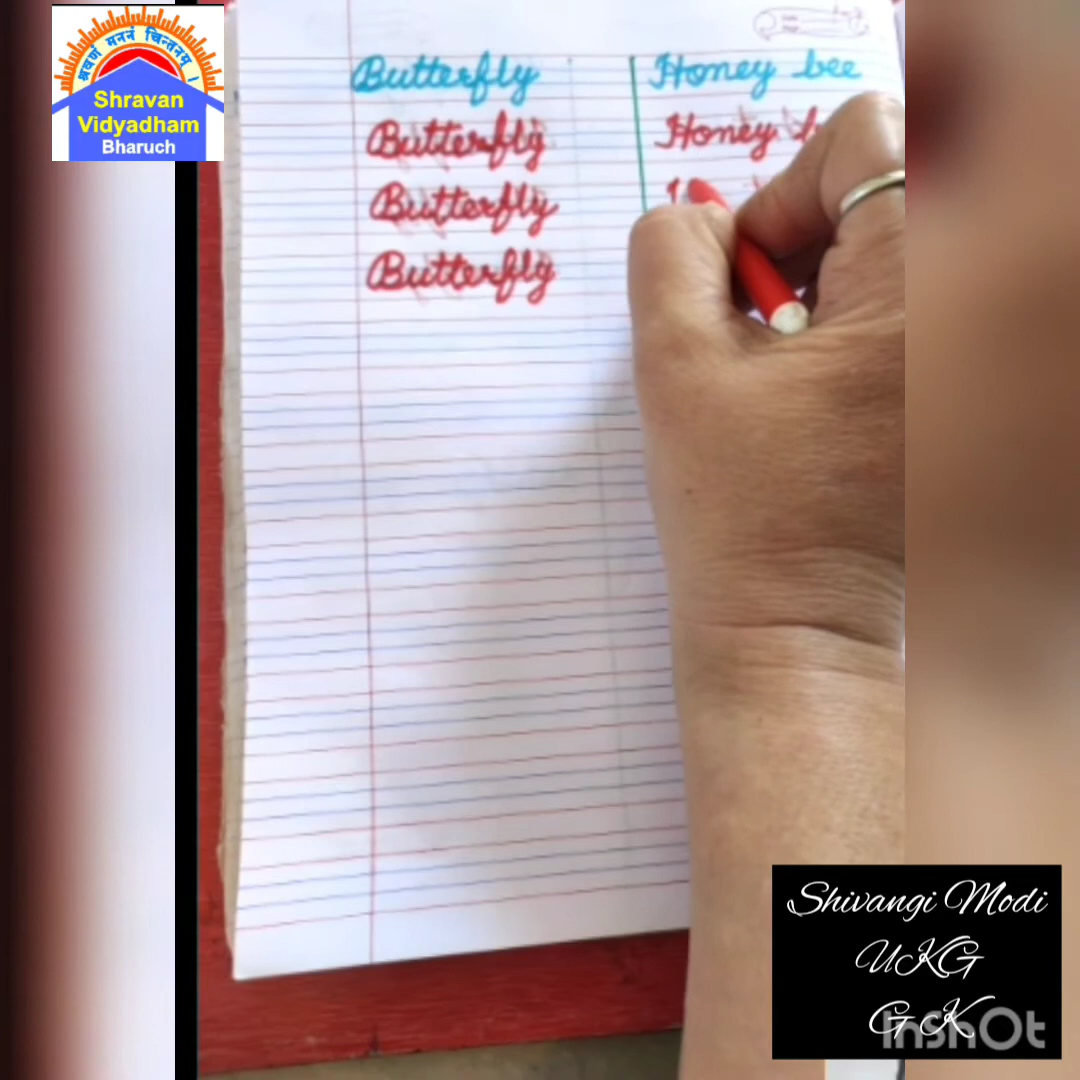 श्रवणं मननं चिन्तनम् ।
Shravan
Vidyadham
Bharuch
Butterfly
Honey bee
Butterfly
Honey
Butterfly
Butterfly
Shivangi Modi
UKG
GK
InShOt